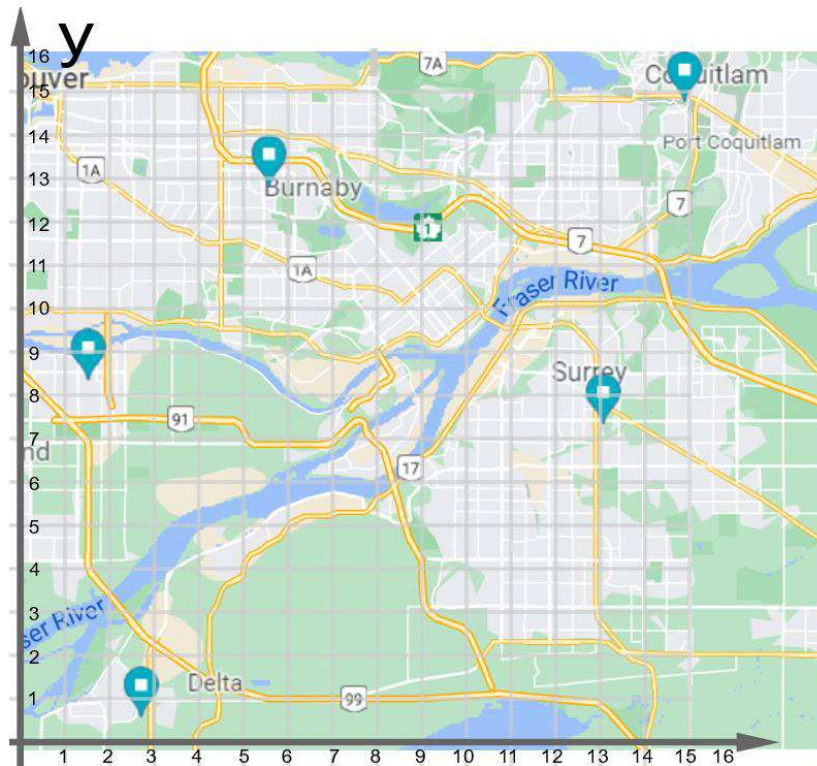 y
16
7A
ouver
Coquitlam
15
14
Port Coquitlam
1A
13
Burnaby
7
12
1
7
11
1A
Fraser River
10
9
Surrey
8
91
7
nd
17
6
5
4
3
ser River
2
Delta
1
99
1 2 3 4 5 6 7 8 9 10 11 12 13 14 15 16